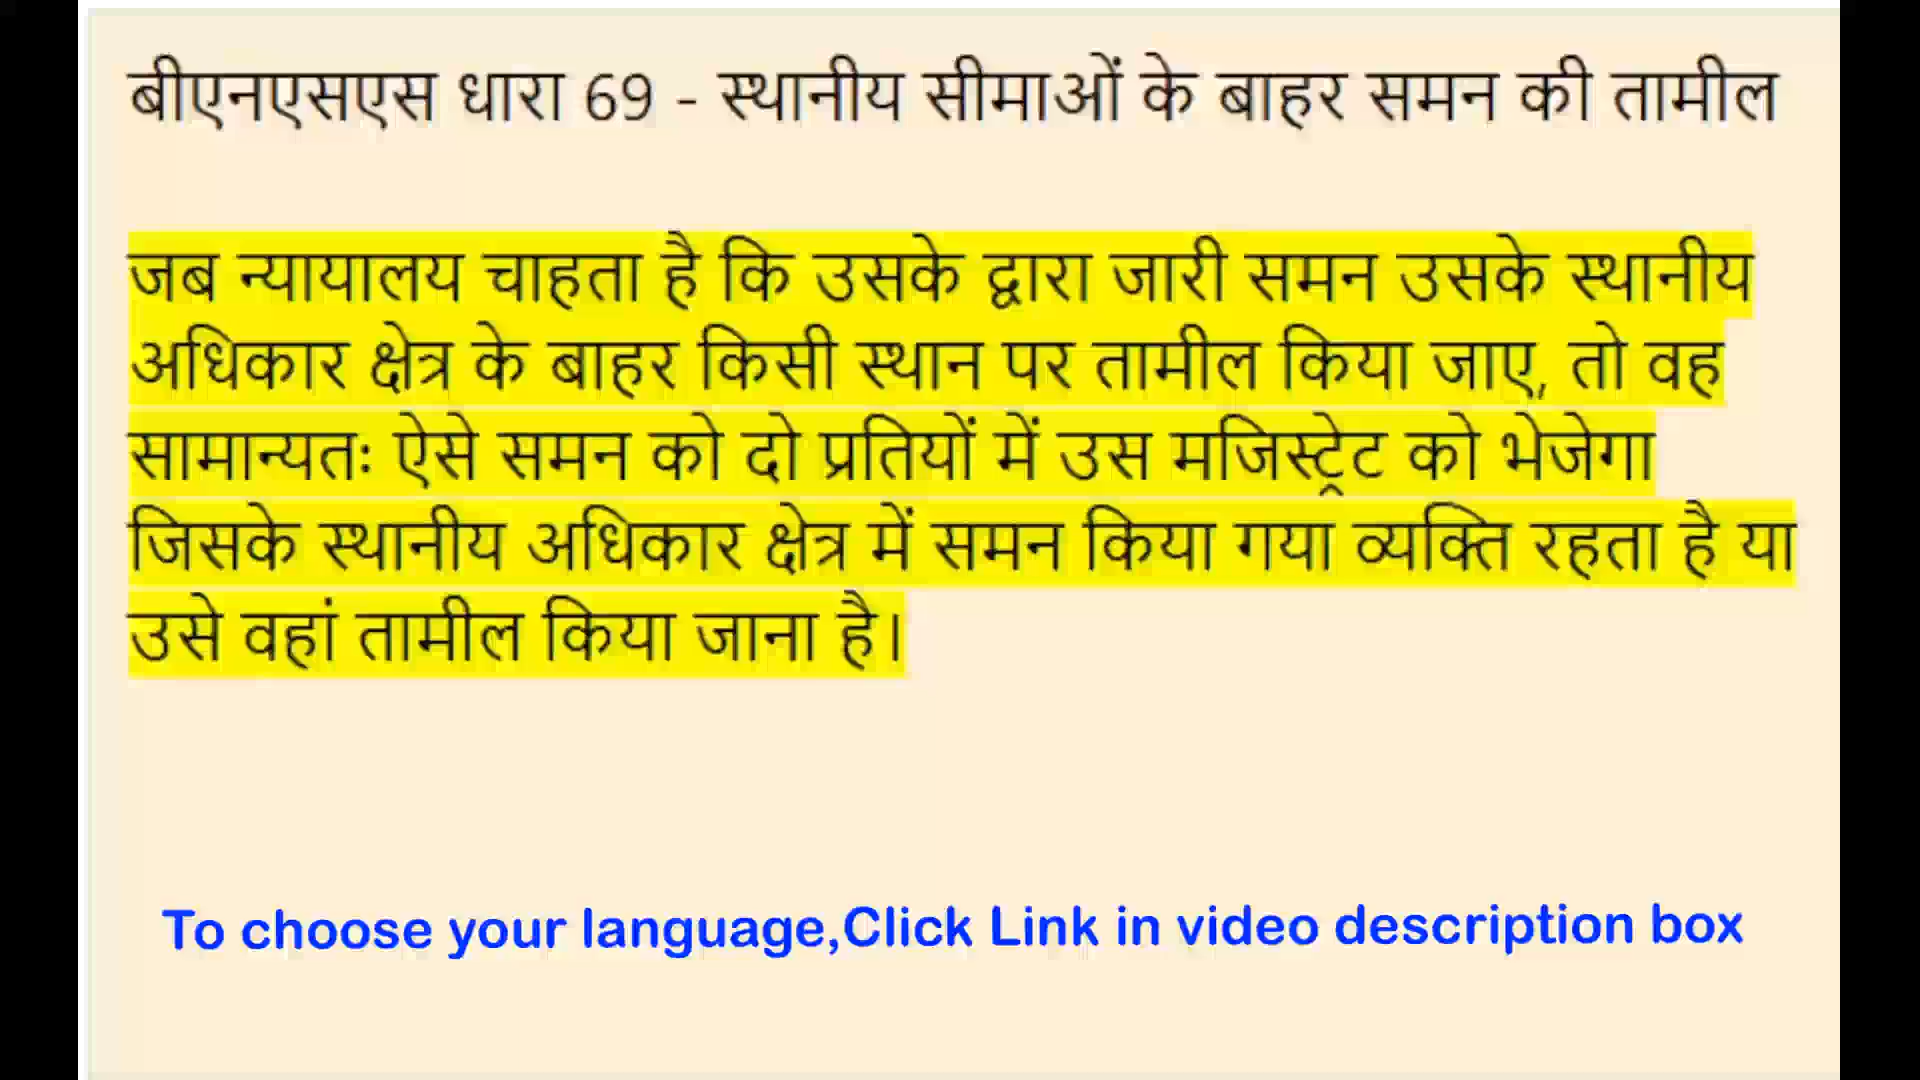 बीएनएसएस धारा 69 - स्थानीय सीमाओं के बाहर समन की तामील
जब न्यायालय चाहता है कि उसके द्वारा जारी समन उसके स्थानीय
अधिकार क्षेत्र के बाहर किसी स्थान पर तामील किया जाए, तो वह
सामान्यतः ऐसे समन को दो प्रतियों में उस मजिस्ट्रेट को भेजेगा
जिसके स्थानीय अधिकार क्षेत्र में समन किया गया व्यक्ति रहता है या
उसे वहां तामील किया जाना है।
To choose your language,Click Link in video description box